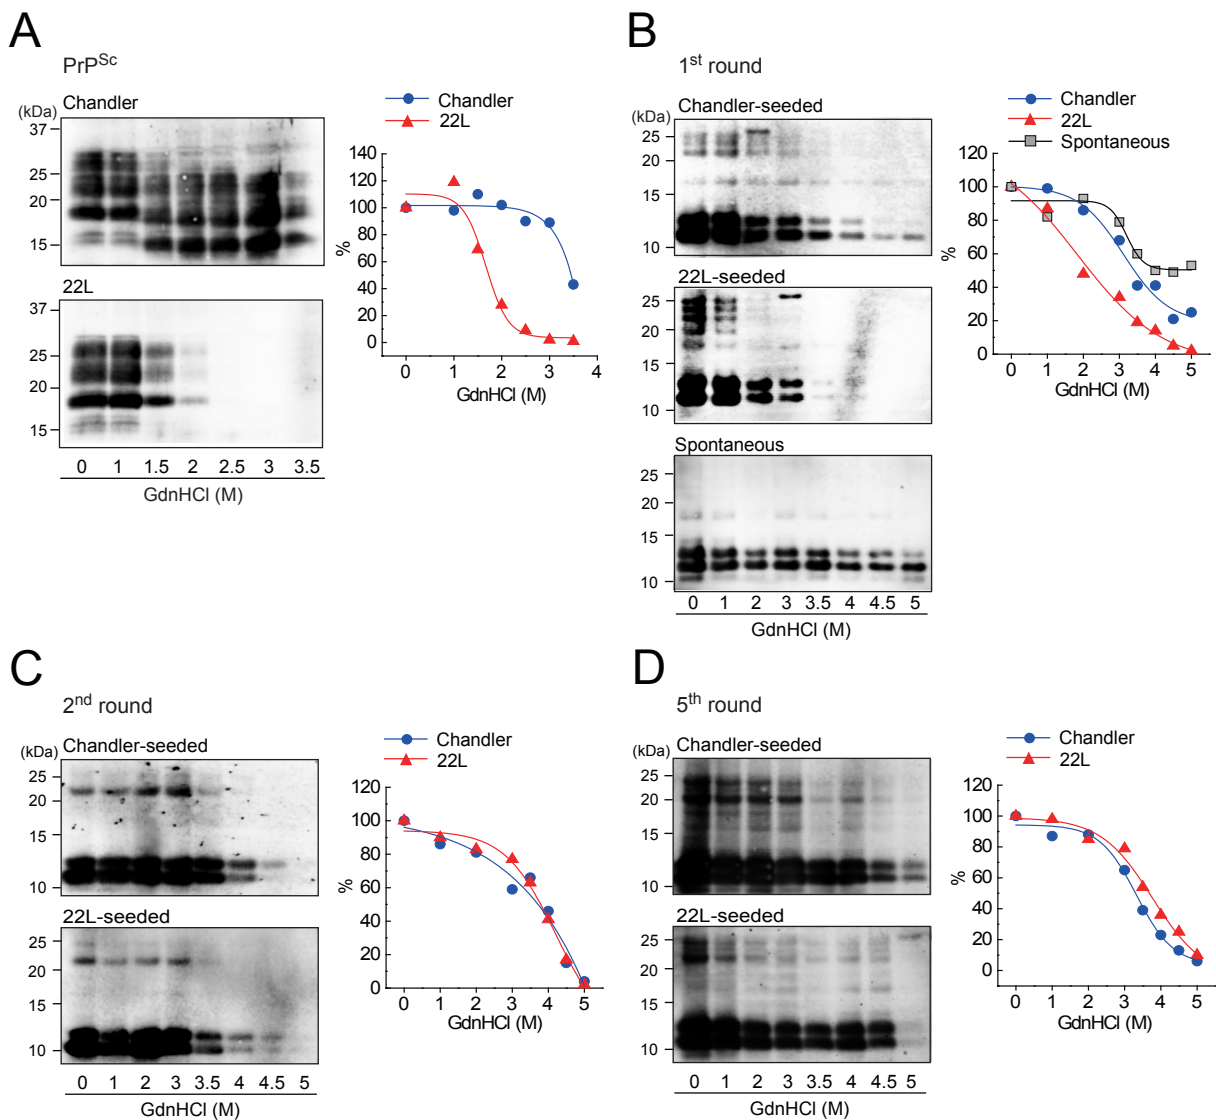 A
PrP^Sc
(kDa)
Chandler
37
25
20
15
22L
37
25
20
15
0 1 1.5 2 2.5 3 3.5
GdnHCl (M)
Chandler
22L
140
120
100
80
60
40
20
0
%
0 1 2 3 4
GdnHCl (M)
B
1st round
(kDa)
Chandler-seeded
25
20
15
10
22L-seeded
25
20
15
10
Spontaneous
25
20
15
10
0 1 2 3 3.5 4 4.5 5
GdnHCl (M)
Chandler
22L
Spontaneous
120
100
80
60
40
20
0
%
0 1 2 3 4 5
GdnHCl (M)
C
2nd round
(kDa)
Chandler-seeded
25
20
15
10
22L-seeded
25
20
15
10
0 1 2 3 3.5 4 4.5 5
GdnHCl (M)
Chandler
22L
120
100
80
60
40
20
0
%
0 1 2 3 4 5
GdnHCl (M)
D
5th round
(kDa)
Chandler-seeded
25
20
15
10
22L-seeded
25
20
15
10
0 1 2 3 3.5 4 4.5 5
GdnHCl (M)
Chandler
22L
120
100
80
60
40
20
0
%
0 1 2 3 4 5
GdnHCl (M)